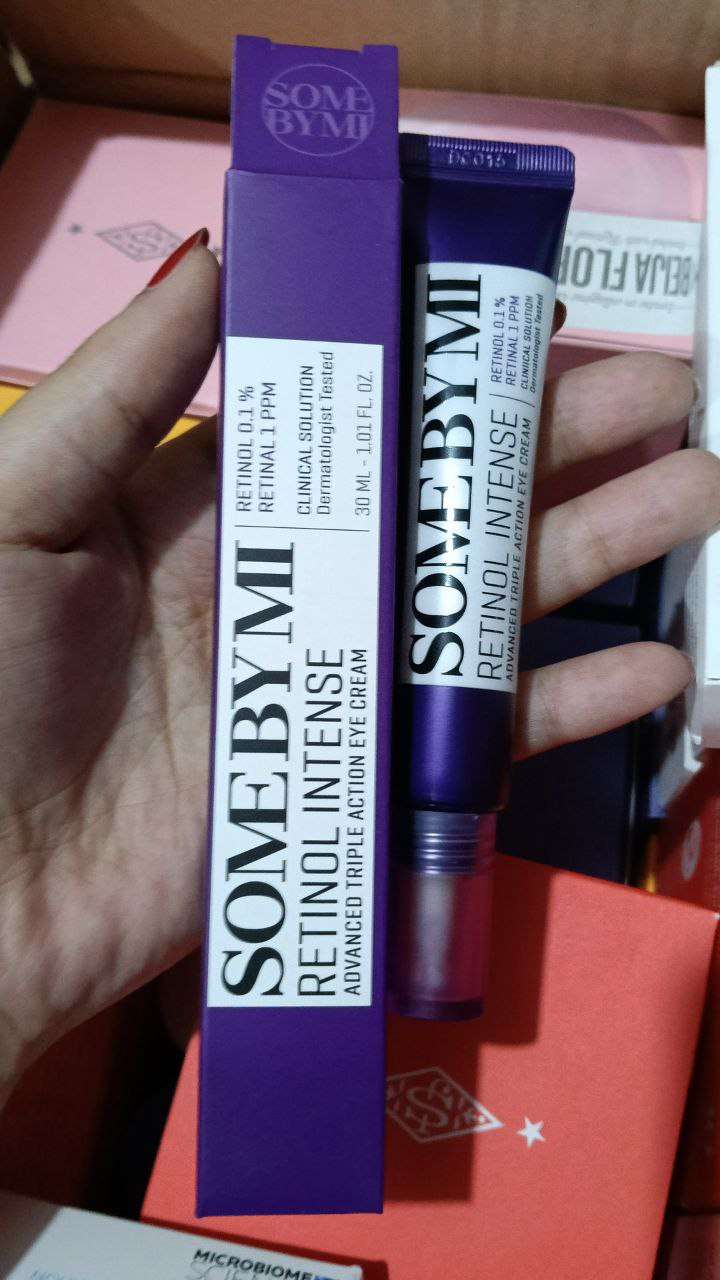 SOME
BYMI
SOME BY MI
RETINOL INTENSE
ADVANCED TRIPLE ACTION EYE CREAM
RETINOL 0.1 %
RETINAL 1 PPM
CLINICAL SOLUTION
Dermatologist Tested
30 ML - 1.01 FL. OZ.
SOME BY MI
RETINOL INTENSE
ADVANCED TRIPLE ACTION EYE CREAM
RETINOL 0.1 %
RETINAL 1 PPM
CLINICAL SOLUTION
Dermatologist Tested
BEIJA FLOR
S
S
MICROBIOME